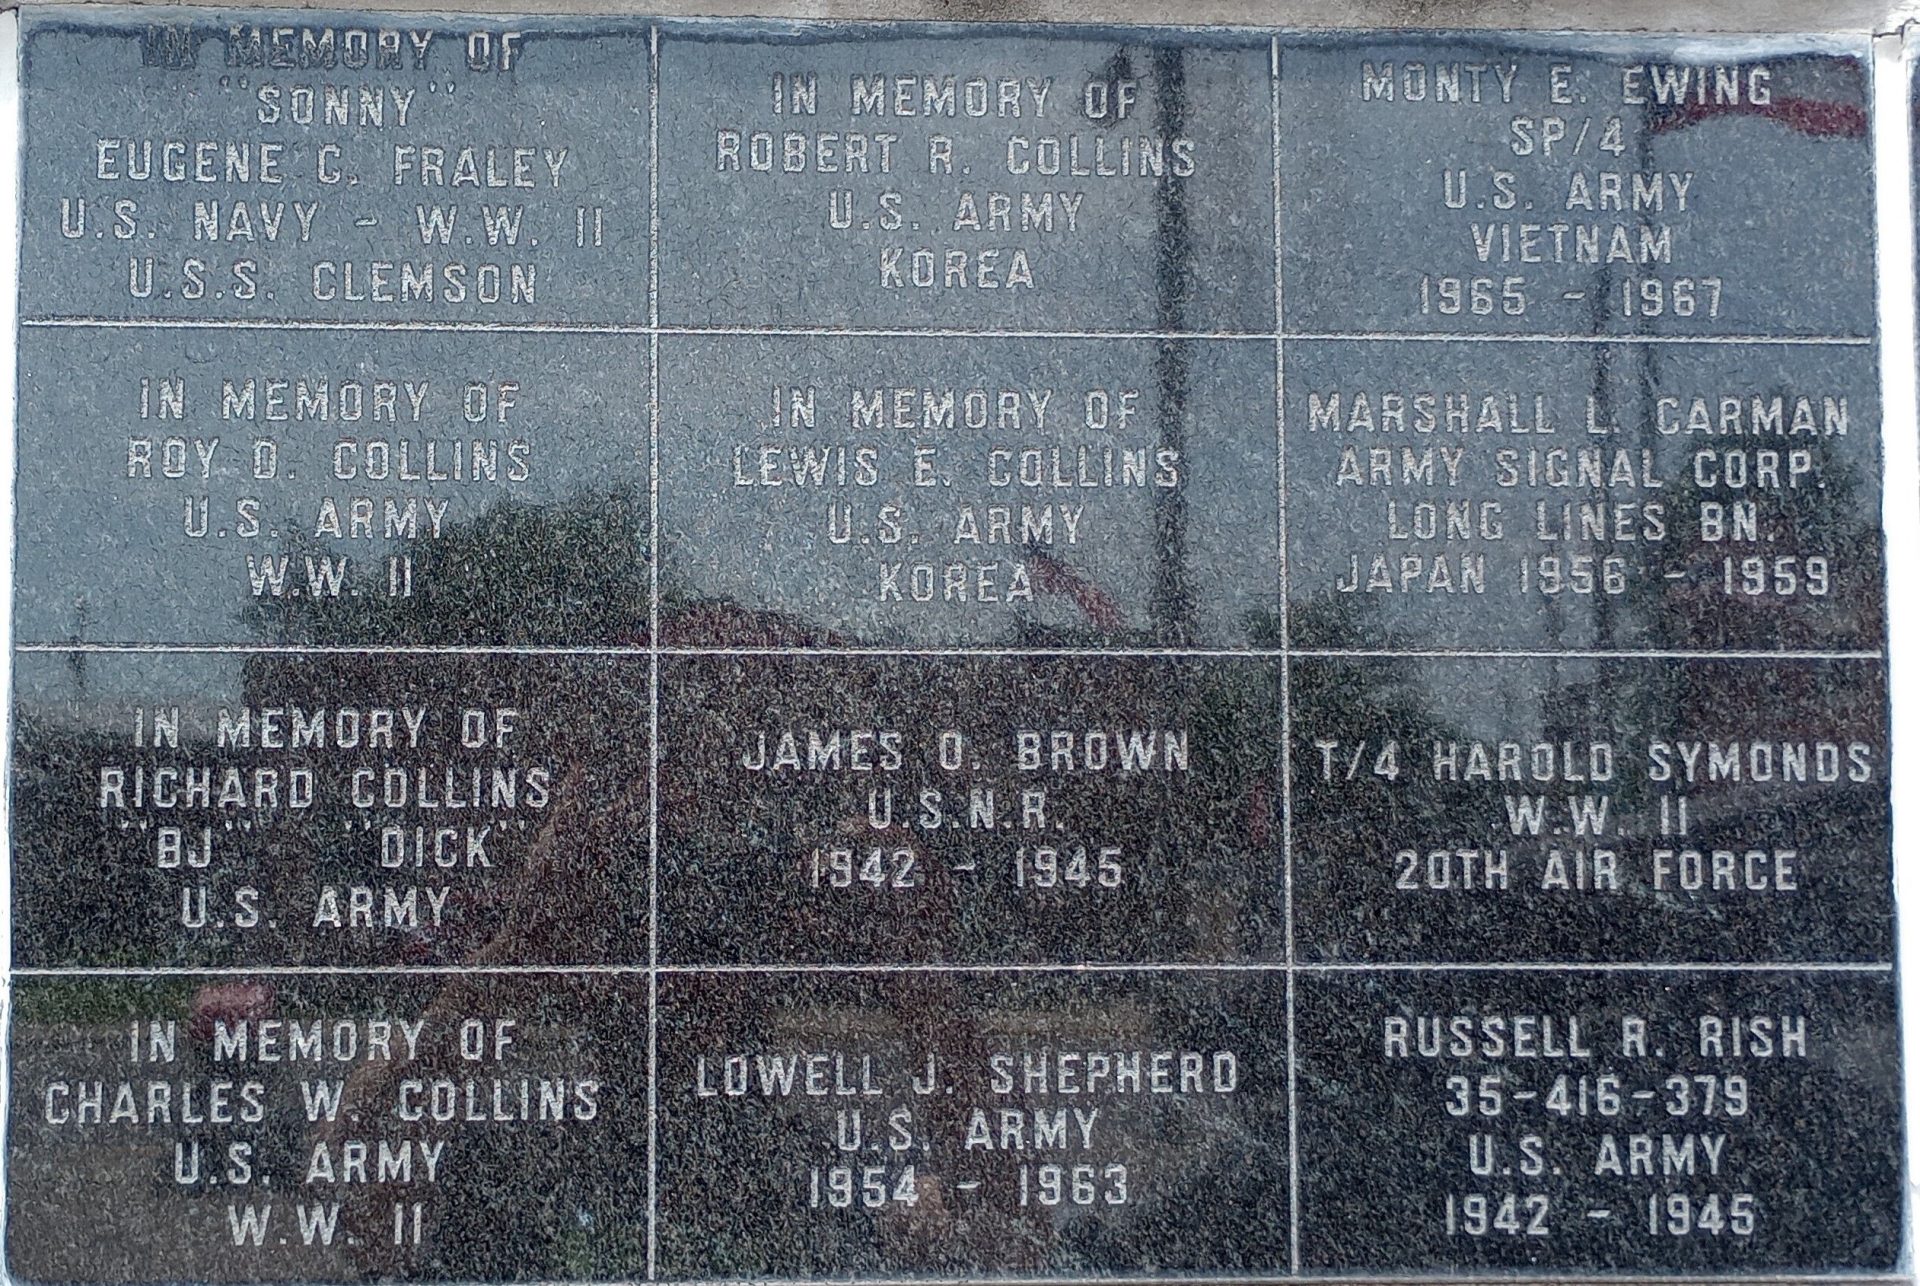 IN MEMORY OF
"SONNY"
EUGENE C. FRALEY
U.S. NAVY - W.W. II
U.S.S. CLEMSON
IN MEMORY OF
ROBERT R. COLLINS
U.S. ARMY
KOREA
MONTY E. EWING
SP/4
U.S. ARMY
VIETNAM
1965 - 1967
IN MEMORY OF
ROY D. COLLINS
U.S. ARMY
W.W. II
IN MEMORY OF
LEWIS E. COLLINS
U.S. ARMY
KOREA
MARSHALL L. CARMAN
ARMY SIGNAL CORP.
LONG LINES BN.
JAPAN 1956 - 1959
IN MEMORY OF
RICHARD COLLINS
"BJ" "DICK"
U.S. ARMY
JAMES O. BROWN
U.S.N.R.
1942 - 1945
T/4 HAROLD SYMONDS
W.W. II
20TH AIR FORCE
IN MEMORY OF
CHARLES W. COLLINS
U.S. ARMY
W.W. II
LOWELL J. SHEPHERD
U.S. ARMY
1954 - 1963
RUSSELL R. RISH
35-416-379
U.S. ARMY
1942 - 1945